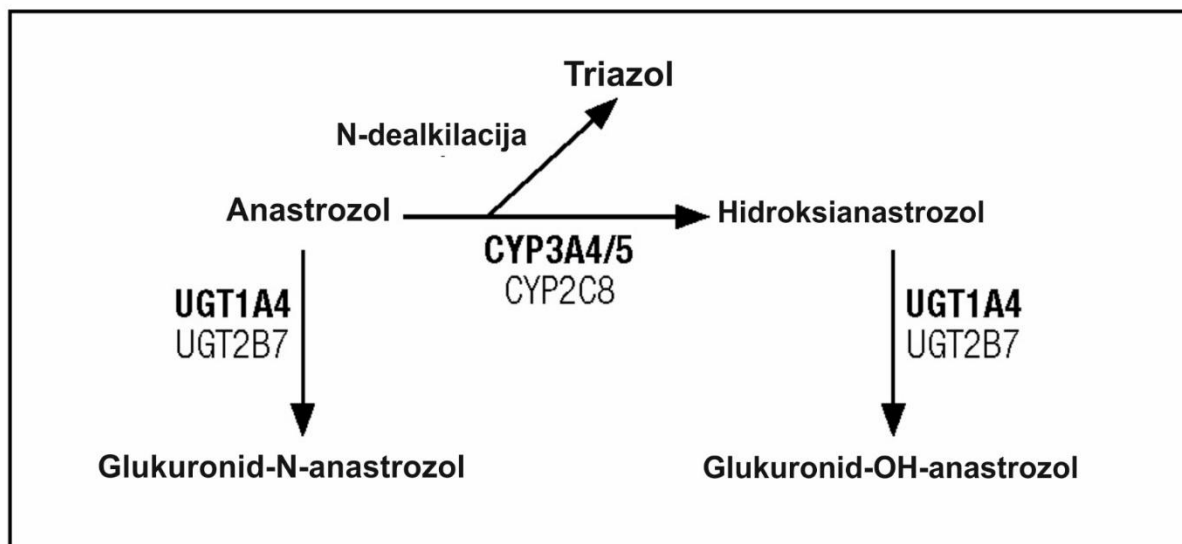 Triazol
N-dealkilacija
Anastrozol
Hidroksianastrozol
CYP3A4/5
CYP2C8
UGT1A4
UGT2B7
UGT1A4
UGT2B7
Glukuronid-N-anastrozol
Glukuronid-OH-anastrozol